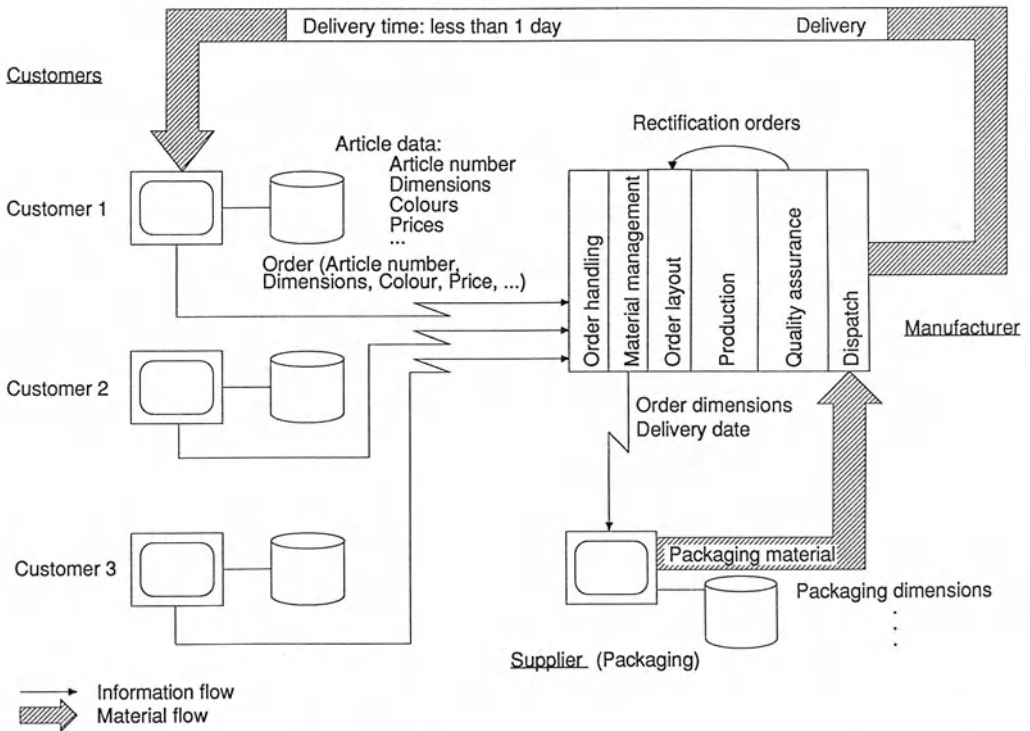 Delivery time: less than 1 day
Delivery
Customers
Rectification orders
Article data:
Article number
Dimensions
Colours
Prices
...
Customer 1
Order (Article number,
Dimensions, Colour, Price, ...)
Order handling
Material management
Order layout
Production
Quality assurance
Dispatch
Manufacturer
Customer 2
Order dimensions
Delivery date
Customer 3
Packaging material
Packaging dimensions
Supplier (Packaging)
Information flow
Material flow